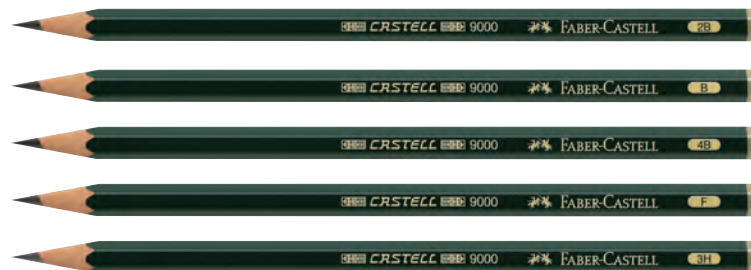 CASTELL 9000 FABER-CASTELL 2B
CASTELL 9000 FABER-CASTELL B
CASTELL 9000 FABER-CASTELL 4B
CASTELL 9000 FABER-CASTELL F
CASTELL 9000 FABER-CASTELL 3H